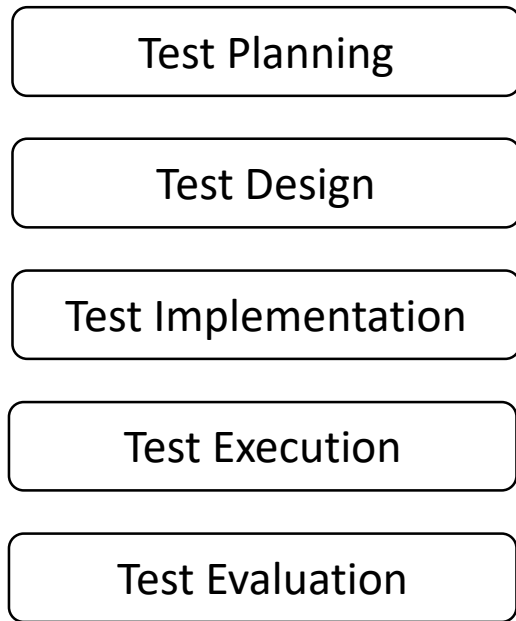 Test Planning
Test Design
Test Implementation
Test Execution
Test Evaluation